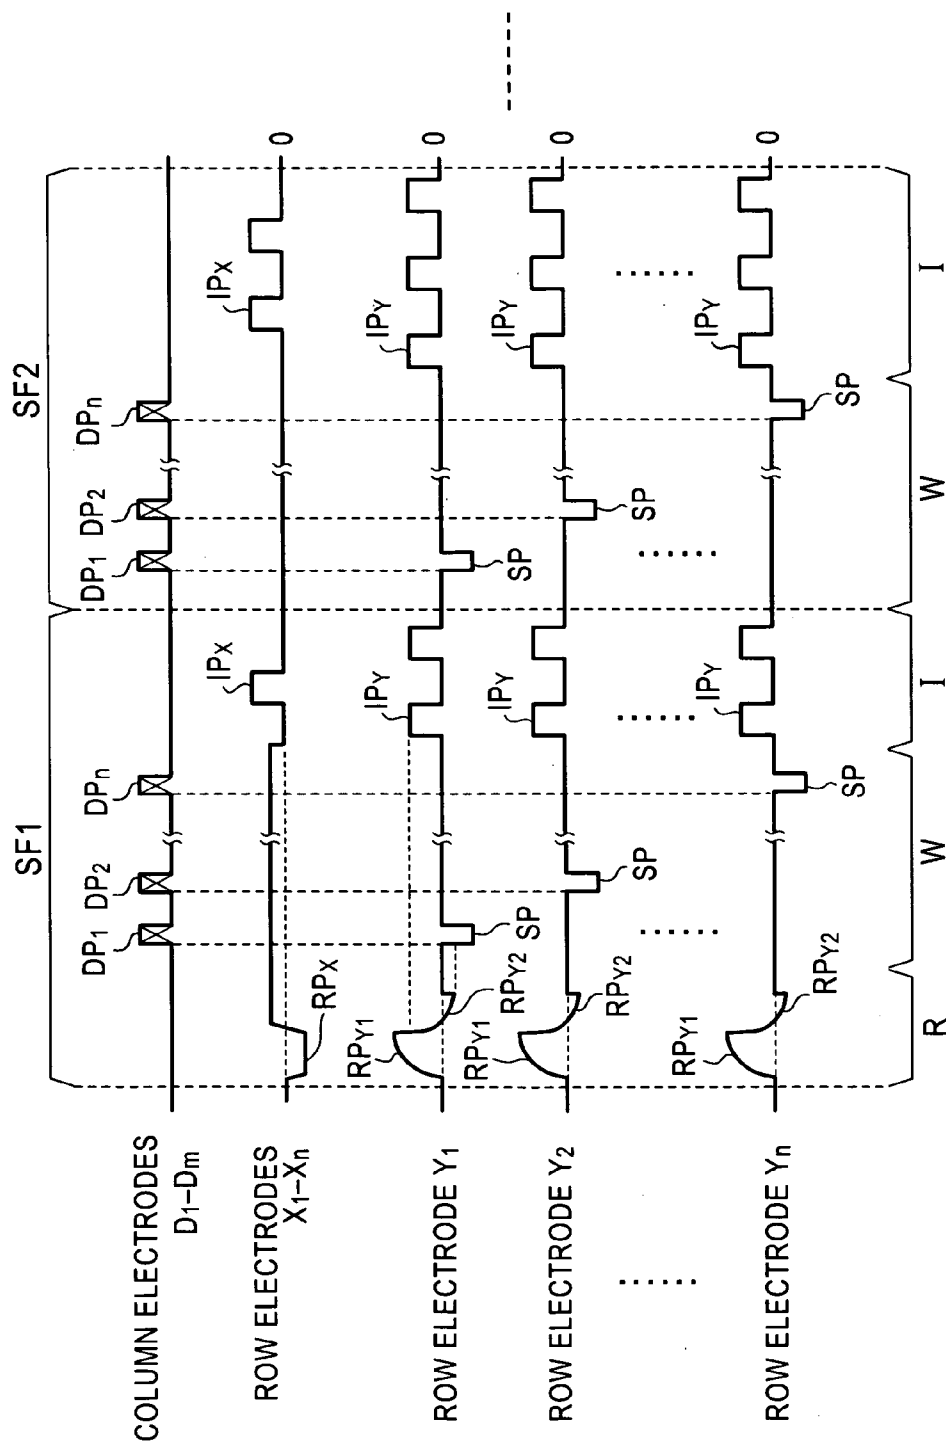 SF1 SF2
DP1 DP2 DPn DP1 DP2 DPn
COLUMN ELECTRODES
D1–Dm
RPX IPX IPX
ROW ELECTRODES
X1–Xn
0
RPY1 IPY IPY
ROW ELECTRODE Y1
0
RPY2 SP SP
RPY1 IPY IPY
ROW ELECTRODE Y2
0
RPY2 SP SP
...... ...... ...... ...... ......
RPY1 IPY IPY
ROW ELECTRODE Yn
0
RPY2 SP SP
R W I W I